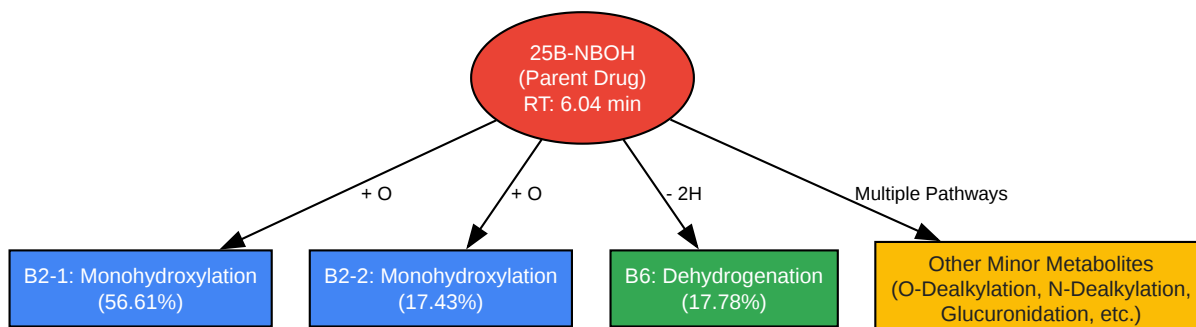 25B-NBOH
(Parent Drug)
RT: 6.04 min
+ O
+ O
- 2H
Multiple Pathways
B2-1: Monohydroxylation
(56.61%)
B2-2: Monohydroxylation
(17.43%)
B6: Dehydrogenation
(17.78%)
Other Minor Metabolites
(O-Dealkylation, N-Dealkylation,
Glucuronidation, etc.)